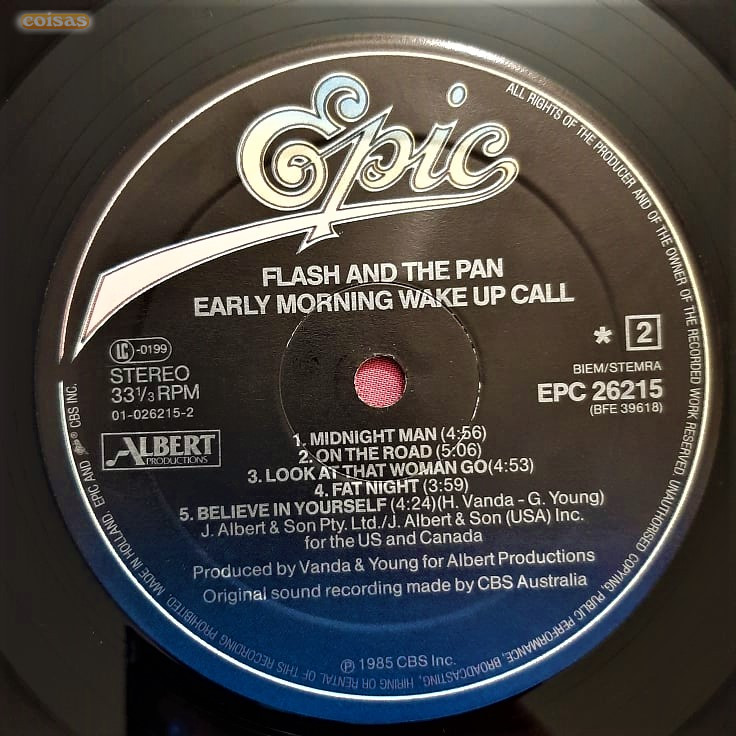 coisas
Epic
FLASH AND THE PAN
EARLY MORNING WAKE UP CALL
LC-0199
STEREO
33 1/3 RPM
01-026215-2
ALBERT
PRODUCTIONS
* 2
BIEM/STEMRA
EPC 26215
(BFE 39618)
1. MIDNIGHT MAN (4:56)
2. ON THE ROAD (5:06)
3. LOOK AT THAT WOMAN GO(4:53)
4. FAT NIGHT (3:59)
5. BELIEVE IN YOURSELF (4:24)(H. Vanda - G. Young)
J. Albert & Son Pty. Ltd./J. Albert & Son (USA) Inc.
for the US and Canada
Produced by Vanda & Young for Albert Productions
Original sound recording made by CBS Australia
℗ 1985 CBS Inc.
ALL RIGHTS OF THE PRODUCER AND OF THE OWNER OF THE RECORDED WORK RESERVED. UNAUTHORISED COPYING, PUBLIC PERFORMANCE, BROADCASTING, HIRING OR RENTAL OF THIS RECORDING PROHIBITED. MADE IN HOLLAND. EPIC AND Epic® CBS INC.